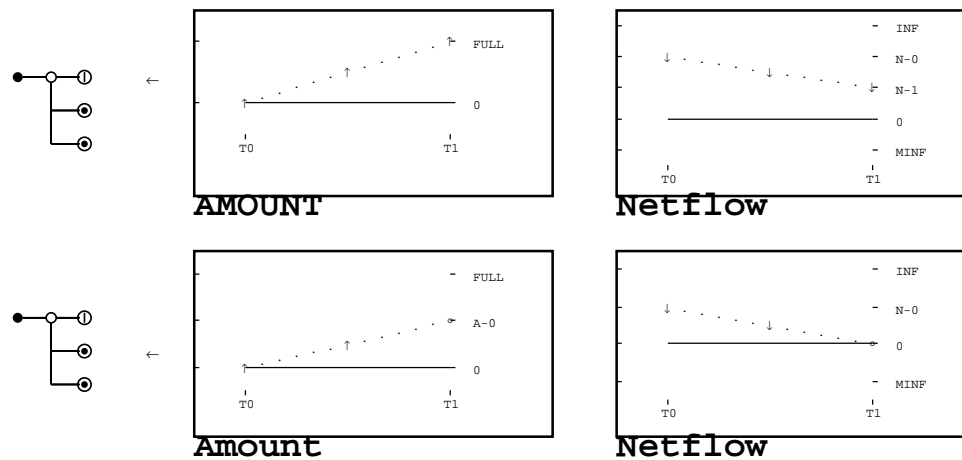 FULL
0
T0 T1
AMOUNT
INF
N-0
N-1
0
MINF
T0 T1
Netflow
FULL
A-0
0
T0 T1
Amount
INF
N-0
0
MINF
T0 T1
Netflow